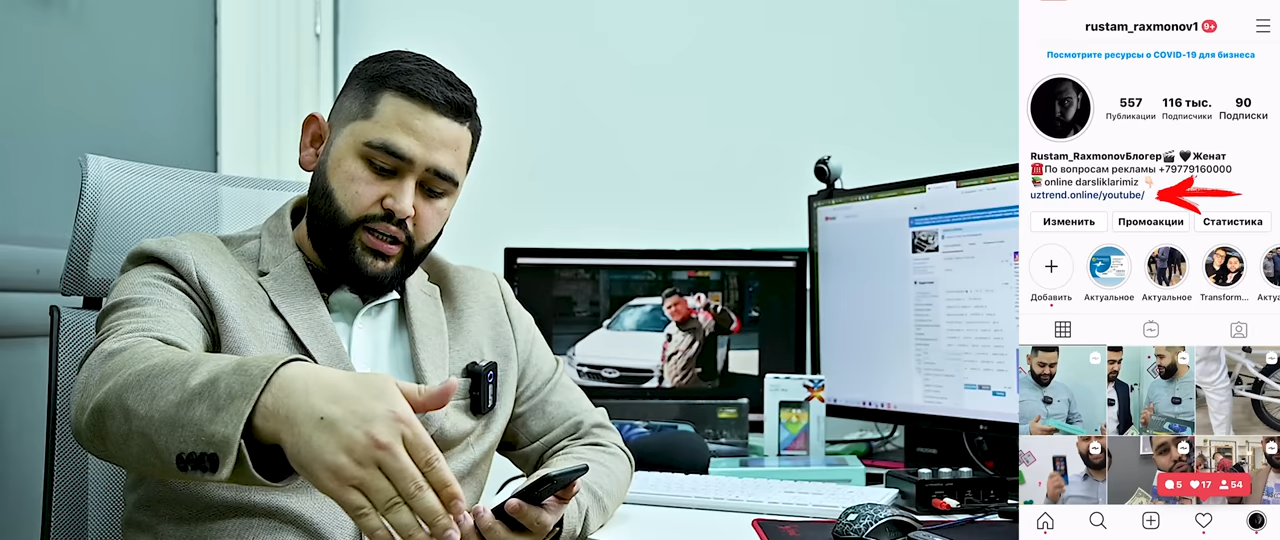 rustam_raxmonov1 9+
Посмотрите ресурсы о COVID-19 для бизнеса
557 116 тыс. 90
Публикации Подписчики Подписки
Rustam_RaxmonovБлогер🎬 🖤Женат
☎️По вопросам рекламы +79779160000
📚 online darsliklarimiz 👇🏻
uztrend.online/youtube/
Изменить Промоакции Статистика
Добавить Актуальное Актуальное Transform... Акту
5 17 54